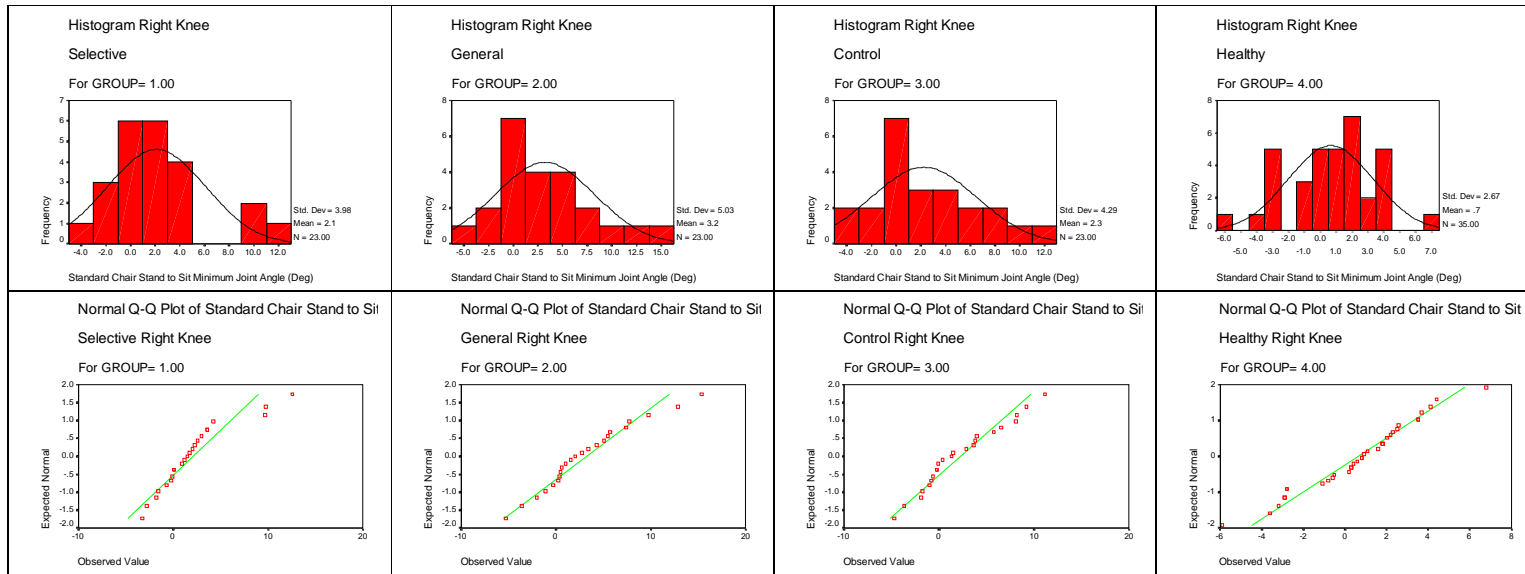 Histogram Right Knee
Selective
For GROUP= 1.00
7
6
5
4
3
2
1
0
Frequency
-4.0 -2.0 0.0 2.0 4.0 6.0 8.0 10.0 12.0
Std. Dev = 3.98
Mean = 2.1
N = 23.00
Standard Chair Stand to Sit Minimum Joint Angle (Deg)
Histogram Right Knee
General
For GROUP= 2.00
8
6
4
2
0
Frequency
-5.0 -2.5 0.0 2.5 5.0 7.5 10.0 12.5 15.0
Std. Dev = 5.03
Mean = 3.2
N = 23.00
Standard Chair Stand to Sit Minimum Joint Angle (Deg)
Histogram Right Knee
Control
For GROUP= 3.00
8
6
4
2
0
Frequency
-4.0 -2.0 0.0 2.0 4.0 6.0 8.0 10.0 12.0
Std. Dev = 4.29
Mean = 2.3
N = 23.00
Standard Chair Stand to Sit Minimum Joint Angle (Deg)
Histogram Right Knee
Healthy
For GROUP= 4.00
8
6
4
2
0
Frequency
-6.0 -4.0 -2.0 0.0 2.0 4.0 6.0
-5.0 -3.0 -1.0 1.0 3.0 5.0 7.0
Std. Dev = 2.67
Mean = .7
N = 35.00
Standard Chair Stand to Sit Minimum Joint Angle (Deg)
Normal Q-Q Plot of Standard Chair Stand to Sit
Selective Right Knee
For GROUP= 1.00
2.0
1.5
1.0
.5
0.0
-.5
-1.0
-1.5
-2.0
Expected Normal
-10 0 10 20
Observed Value
Normal Q-Q Plot of Standard Chair Stand to Sit
General Right Knee
For GROUP= 2.00
2.0
1.5
1.0
.5
0.0
-.5
-1.0
-1.5
-2.0
Expected Normal
-10 0 10 20
Observed Value
Normal Q-Q Plot of Standard Chair Stand to Sit
Control Right Knee
For GROUP= 3.00
2.0
1.5
1.0
.5
0.0
-.5
-1.0
-1.5
-2.0
Expected Normal
-10 0 10 20
Observed Value
Normal Q-Q Plot of Standard Chair Stand to Sit
Healthy Right Knee
For GROUP= 4.00
2
1
0
-1
-2
Expected Normal
-6 -4 -2 0 2 4 6 8
Observed Value